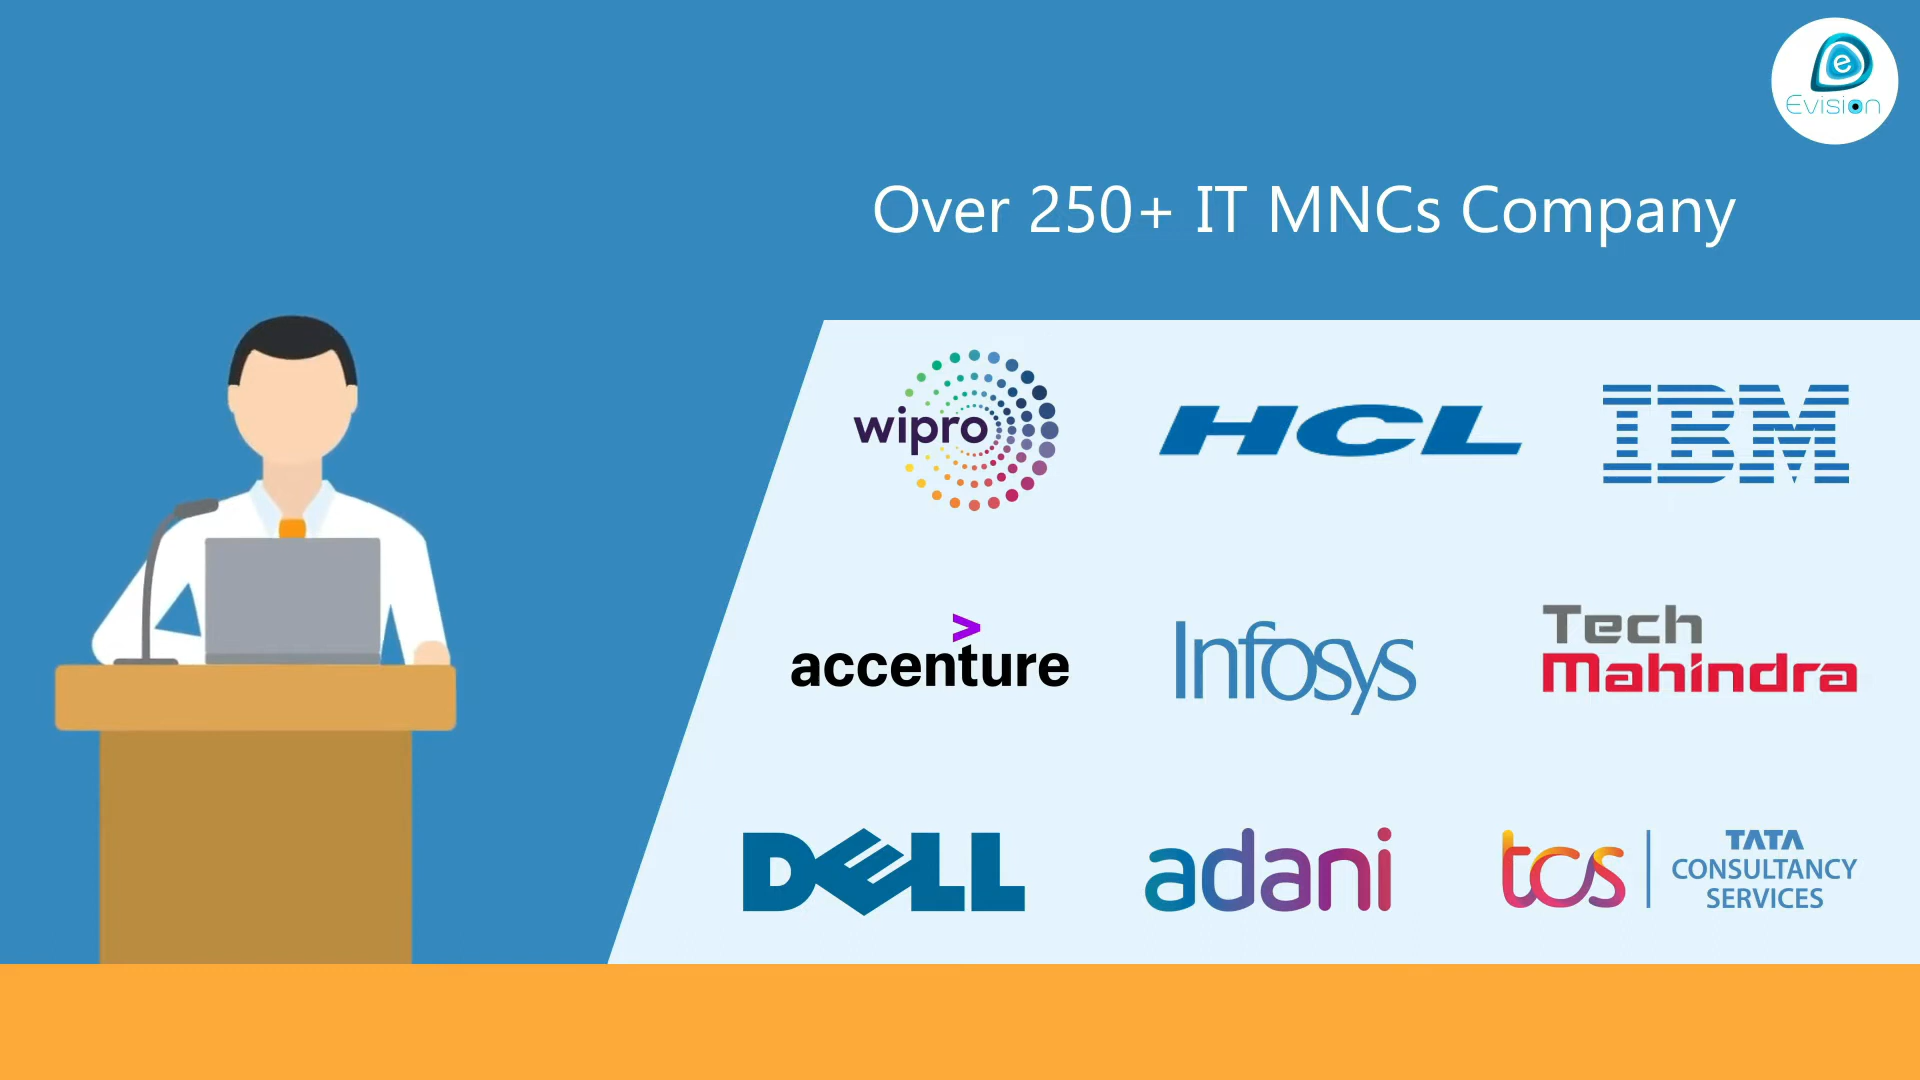 e
Evision
Over 250+ IT MNCs Company
wipro
HCL
IBM
accenture
Infosys
Tech
Mahindra
DELL
adani
tcs
TATA
CONSULTANCY
SERVICES